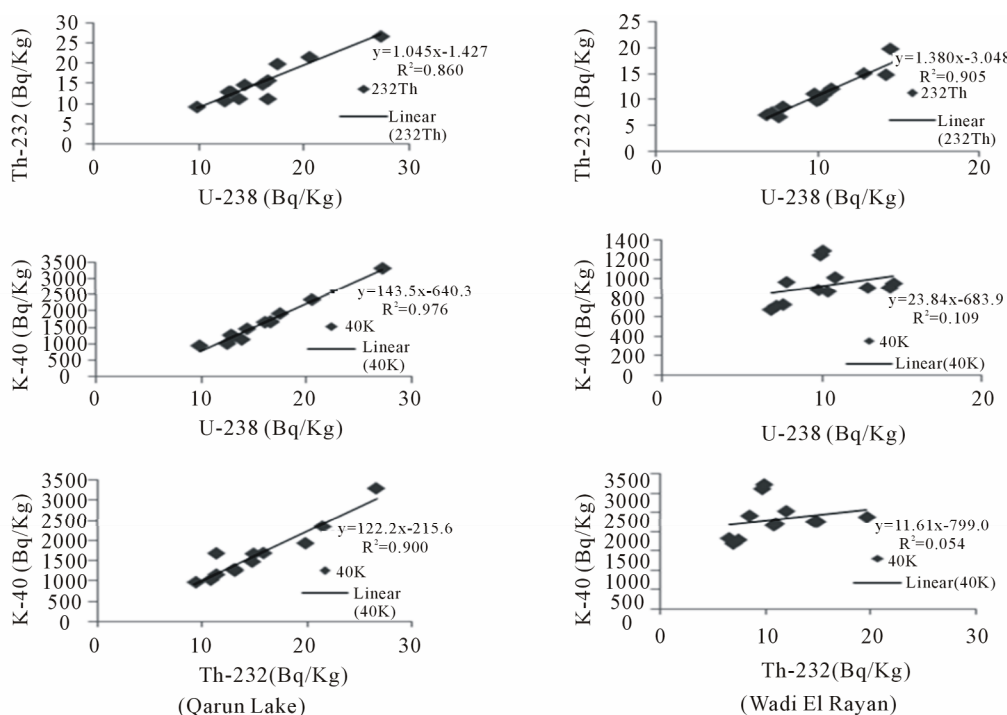 30
25
20
15
10
5
0
Th-232 (Bq/Kg)
y=1.045x-1.427
R²=0.860
232Th
Linear
(232Th)
0 10 20 30
U-238 (Bq/Kg)
25
20
15
10
5
0
Th-232 (Bq/Kg)
y=1.380x-3.048
R²=0.905
232Th
Linear
(232Th)
0 10 20
U-238 (Bq/Kg)
3500
3000
2500
2000
1500
1000
500
0
K-40 (Bq/Kg)
y=143.5x-640.3
R²=0.976
40K
Linear
(40K)
0 10 20 30
U-238 (Bq/Kg)
1400
1200
1000
800
600
400
200
0
K-40 (Bq/Kg)
y=23.84x-683.9
R²=0.109
40K
Linear(40K)
0 10 20
U-238 (Bq/Kg)
3500
3000
2500
2000
1500
1000
500
0
K-40 (Bq/Kg)
y=122.2x-215.6
R²=0.900
40K
Linear
(40K)
0 10 20 30
Th-232(Bq/Kg)
(Qarun Lake)
3500
3000
2500
2000
1500
1000
500
0
K-40 (Bq/Kg)
y=11.61x-799.0
R²=0.054
40K
Linear(40K)
0 10 20 30
Th-232 (Bq/Kg)
(Wadi El Rayan)